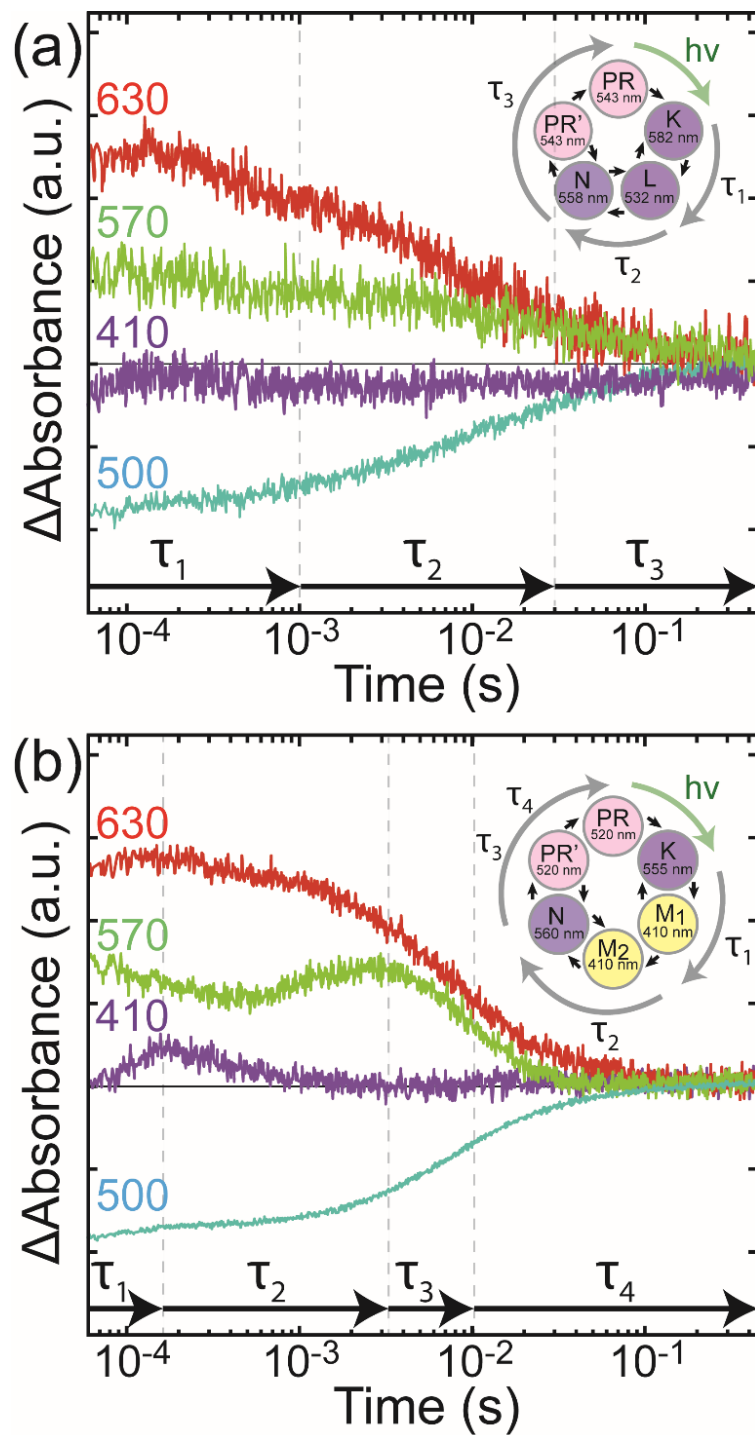 (a)
630
570
410
500
hν
PR
543 nm
K
582 nm
L
532 nm
N
558 nm
PR'
543 nm
τ1
τ2
τ3
ΔAbsorbance (a.u.)
τ₁ τ₂ τ₃
10⁻⁴ 10⁻³ 10⁻² 10⁻¹
Time (s)
(b)
630
570
410
500
hν
PR
520 nm
K
555 nm
M₁
410 nm
M₂
410 nm
N
560 nm
PR'
520 nm
τ₁
τ₂
τ₃
τ₄
ΔAbsorbance (a.u.)
τ₁ τ₂ τ₃ τ₄
10⁻⁴ 10⁻³ 10⁻² 10⁻¹
Time (s)